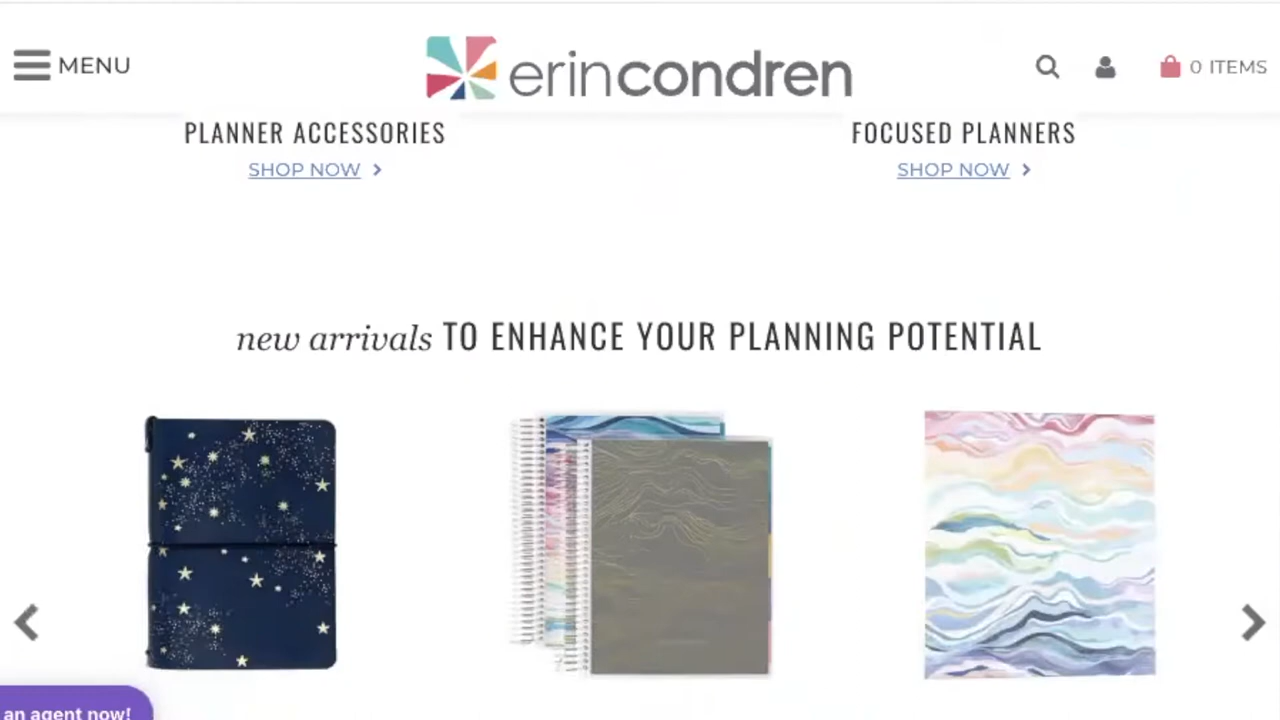 MENU
erincondren
0 ITEMS
PLANNER ACCESSORIES
FOCUSED PLANNERS
SHOP NOW
SHOP NOW
new arrivals TO ENHANCE YOUR PLANNING POTENTIAL
an agent now!